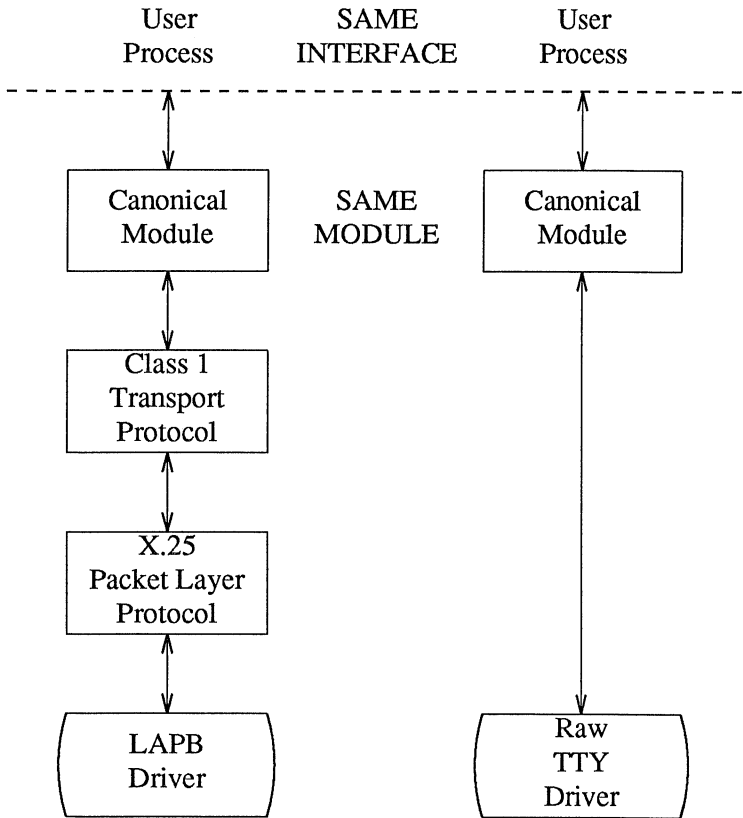 User
Process
SAME
INTERFACE
User
Process
Canonical
Module
SAME
MODULE
Canonical
Module
Class 1
Transport
Protocol
X.25
Packet Layer
Protocol
LAPB
Driver
Raw
TTY
Driver